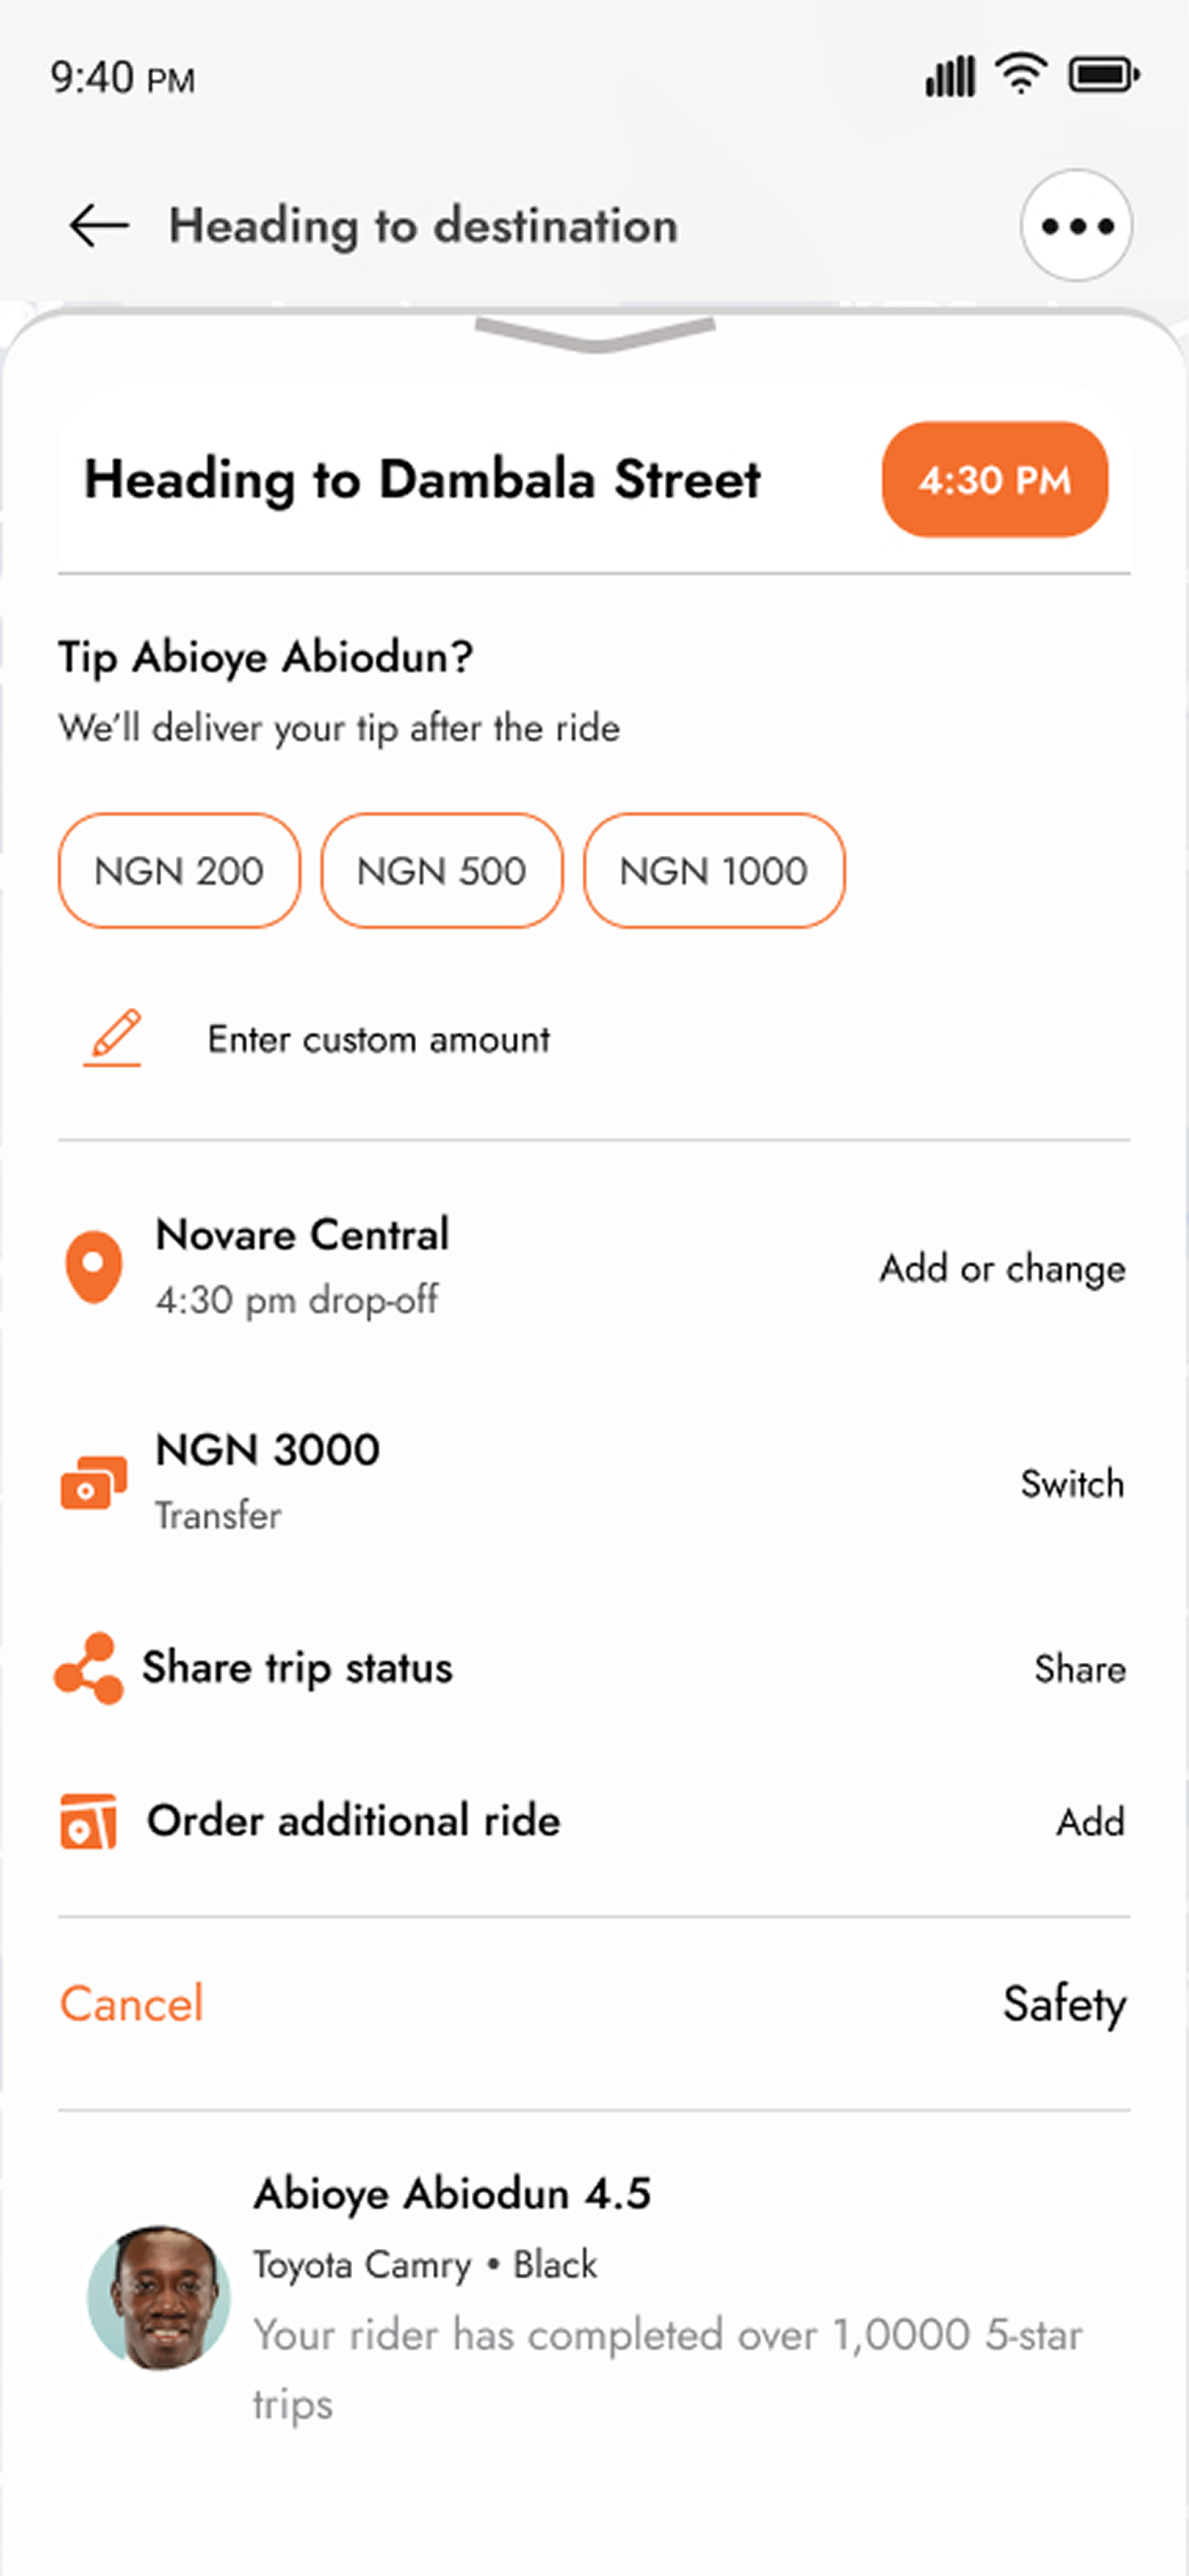 9:40 PM
Heading to destination
Heading to Dambala Street
4:30 PM
Tip Abioye Abiodun?
We'll deliver your tip after the ride
NGN 200
NGN 500
NGN 1000
Enter custom amount
Novare Central
4:30 pm drop-off
Add or change
NGN 3000
Transfer
Switch
Share trip status
Share
Order additional ride
Add
Cancel
Safety
Abioye Abiodun 4.5
Toyota Camry • Black
Your rider has completed over 1,0000 5-star
trips